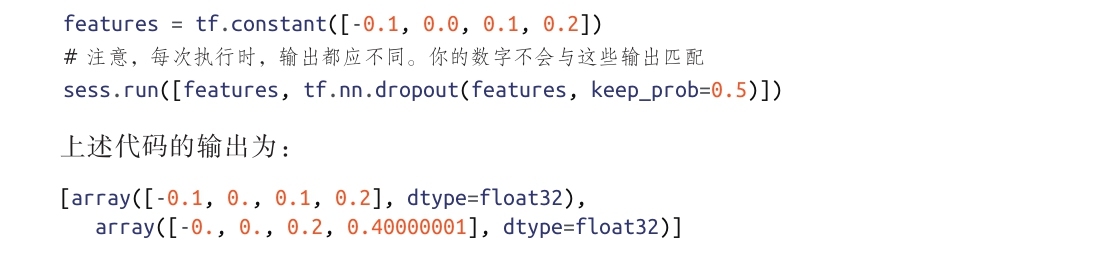 features = tf.constant([-0.1, 0.0, 0.1, 0.2])
# 注意，每次执行时，输出都应不同。你的数字不会与这些输出匹配
sess.run([features, tf.nn.dropout(features, keep_prob=0.5)])
上述代码的输出为：
[array([-0.1, 0., 0.1, 0.2], dtype=float32),
array([-0., 0., 0.2, 0.40000001], dtype=float32)]